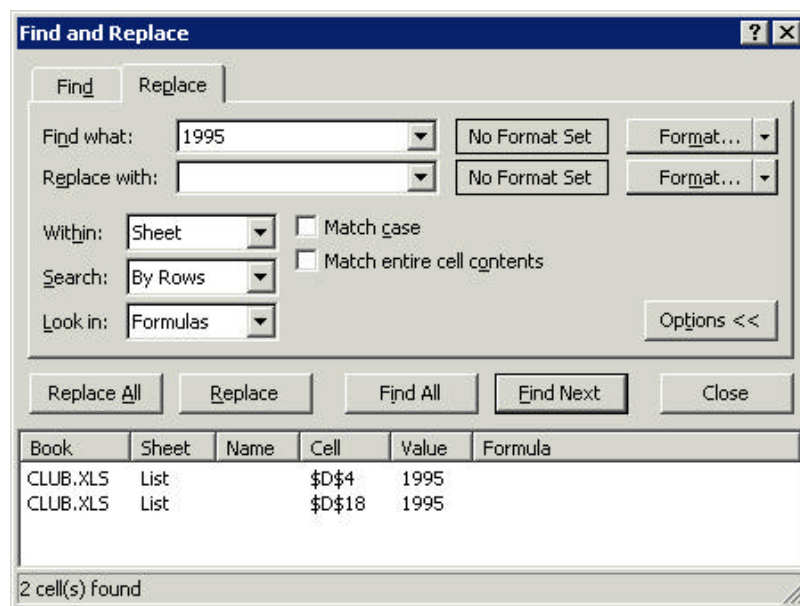 Find and Replace
Find Replace
Find what: 1995 No Format Set Format...
Replace with: No Format Set Format...
Within: Sheet Match case
Search: By Rows Match entire cell contents
Look in: Formulas Options <<
Replace All Replace Find All Find Next Close
Book Sheet Name Cell Value Formula
CLUB.XLS List $D$4 1995
CLUB.XLS List $D$18 1995
2 cell(s) found